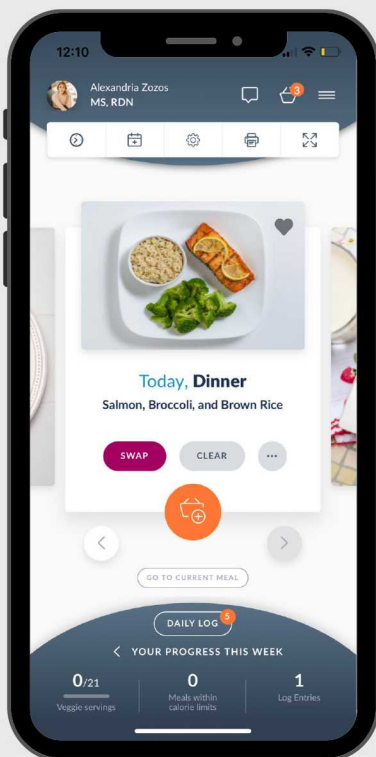 12:10
Alexandria Zozos
MS, RDN
3
Today, Dinner
Salmon, Broccoli, and Brown Rice
SWAP
CLEAR
GO TO CURRENT MEAL
DAILY LOG
5
YOUR PROGRESS THIS WEEK
0/21
Veggie servings
0
Meals within
calorie limits
1
Log Entries